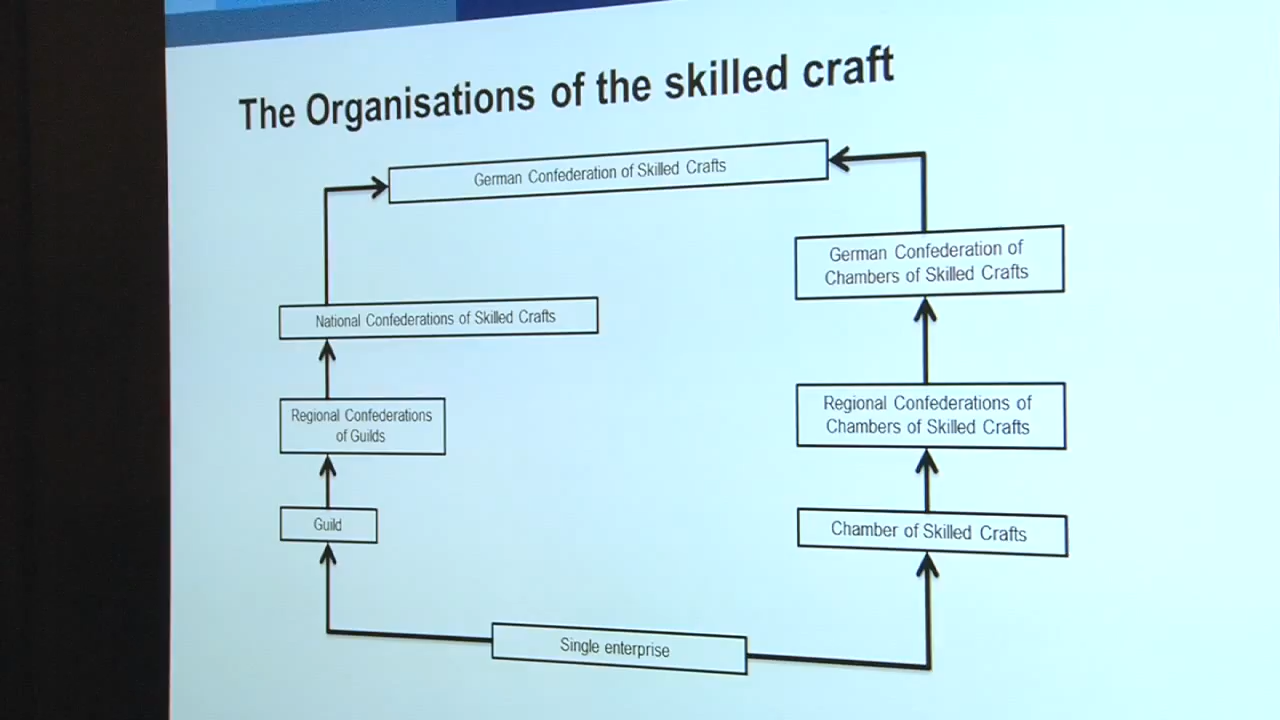 The Organisations of the skilled craft
German Confederation of Skilled Crafts
German Confederation of
Chambers of Skilled Crafts
National Confederations of Skilled Crafts
Regional Confederations
of Guilds
Regional Confederations of
Chambers of Skilled Crafts
Guild
Chamber of Skilled Crafts
Single enterprise